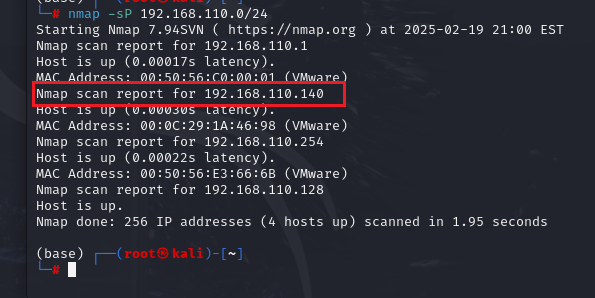 (base) ┌──(root㉿kali)-[~]
└─# nmap -sP 192.168.110.0/24
Starting Nmap 7.94SVN ( https://nmap.org ) at 2025-02-19 21:00 EST
Nmap scan report for 192.168.110.1
Host is up (0.00017s latency).
MAC Address: 00:50:56:C0:00:01 (VMware)
Nmap scan report for 192.168.110.140
Host is up (0.00030s latency).
MAC Address: 00:0C:29:1A:46:98 (VMware)
Nmap scan report for 192.168.110.254
Host is up (0.00022s latency).
MAC Address: 00:50:56:E3:66:6B (VMware)
Nmap scan report for 192.168.110.128
Host is up.
Nmap done: 256 IP addresses (4 hosts up) scanned in 1.95 seconds
(base) ┌──(root㉿kali)-[~]
└─#